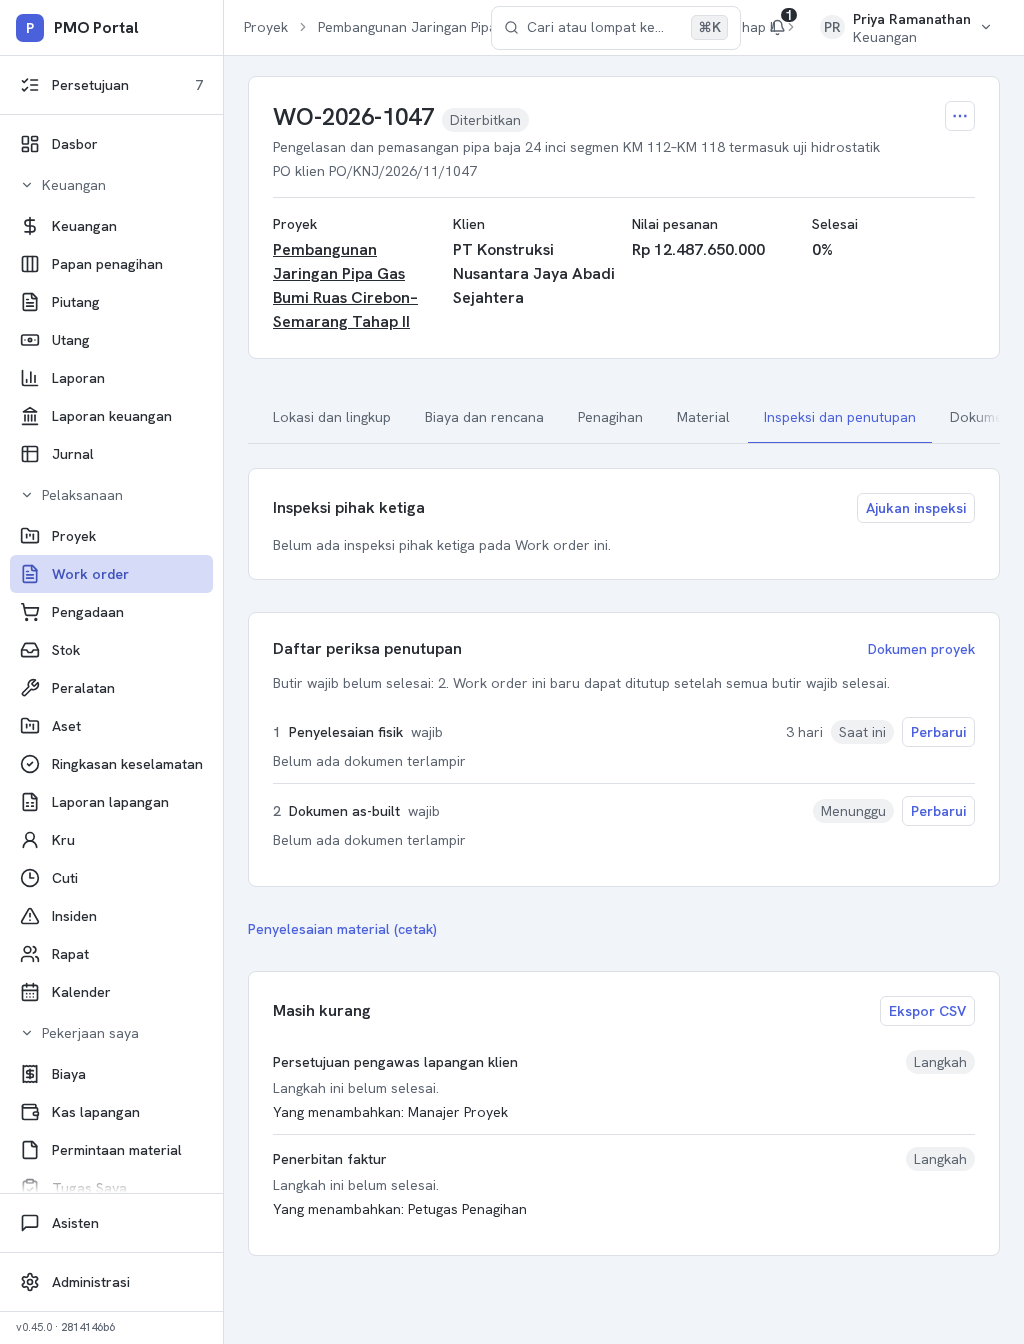 P PMO Portal
Proyek > Pembangunan Jaringan Pipa
Cari atau lompat ke... ⌘K
hap
1
PR Priya Ramanathan
Keuangan
Persetujuan 7
Dasbor
Keuangan
Keuangan
Papan penagihan
Piutang
Utang
Laporan
Laporan keuangan
Jurnal
Pelaksanaan
Proyek
Work order
Pengadaan
Stok
Peralatan
Aset
Ringkasan keselamatan
Laporan lapangan
Kru
Cuti
Insiden
Rapat
Kalender
Pekerjaan saya
Biaya
Kas lapangan
Permintaan material
Tugas Saya
Asisten
Administrasi
v0.45.0 · 2814146b6
WO-2026-1047 Diterbitkan
Pengelasan dan pemasangan pipa baja 24 inci segmen KM 112–KM 118 termasuk uji hidrostatik
PO klien PO/KNJ/2026/11/1047
Proyek
Pembangunan
Jaringan Pipa Gas
Bumi Ruas Cirebon–
Semarang Tahap II
Klien
PT Konstruksi
Nusantara Jaya Abadi
Sejahtera
Nilai pesanan
Rp 12.487.650.000
Selesai
0%
Lokasi dan lingkup Biaya dan rencana Penagihan Material Inspeksi dan penutupan Dokume
Inspeksi pihak ketiga Ajukan inspeksi
Belum ada inspeksi pihak ketiga pada Work order ini.
Daftar periksa penutupan Dokumen proyek
Butir wajib belum selesai: 2. Work order ini baru dapat ditutup setelah semua butir wajib selesai.
1 Penyelesaian fisik wajib 3 hari Saat ini Perbarui
Belum ada dokumen terlampir
2 Dokumen as-built wajib Menunggu Perbarui
Belum ada dokumen terlampir
Penyelesaian material (cetak)
Masih kurang Ekspor CSV
Persetujuan pengawas lapangan klien Langkah
Langkah ini belum selesai.
Yang menambahkan: Manajer Proyek
Penerbitan faktur Langkah
Langkah ini belum selesai.
Yang menambahkan: Petugas Penagihan